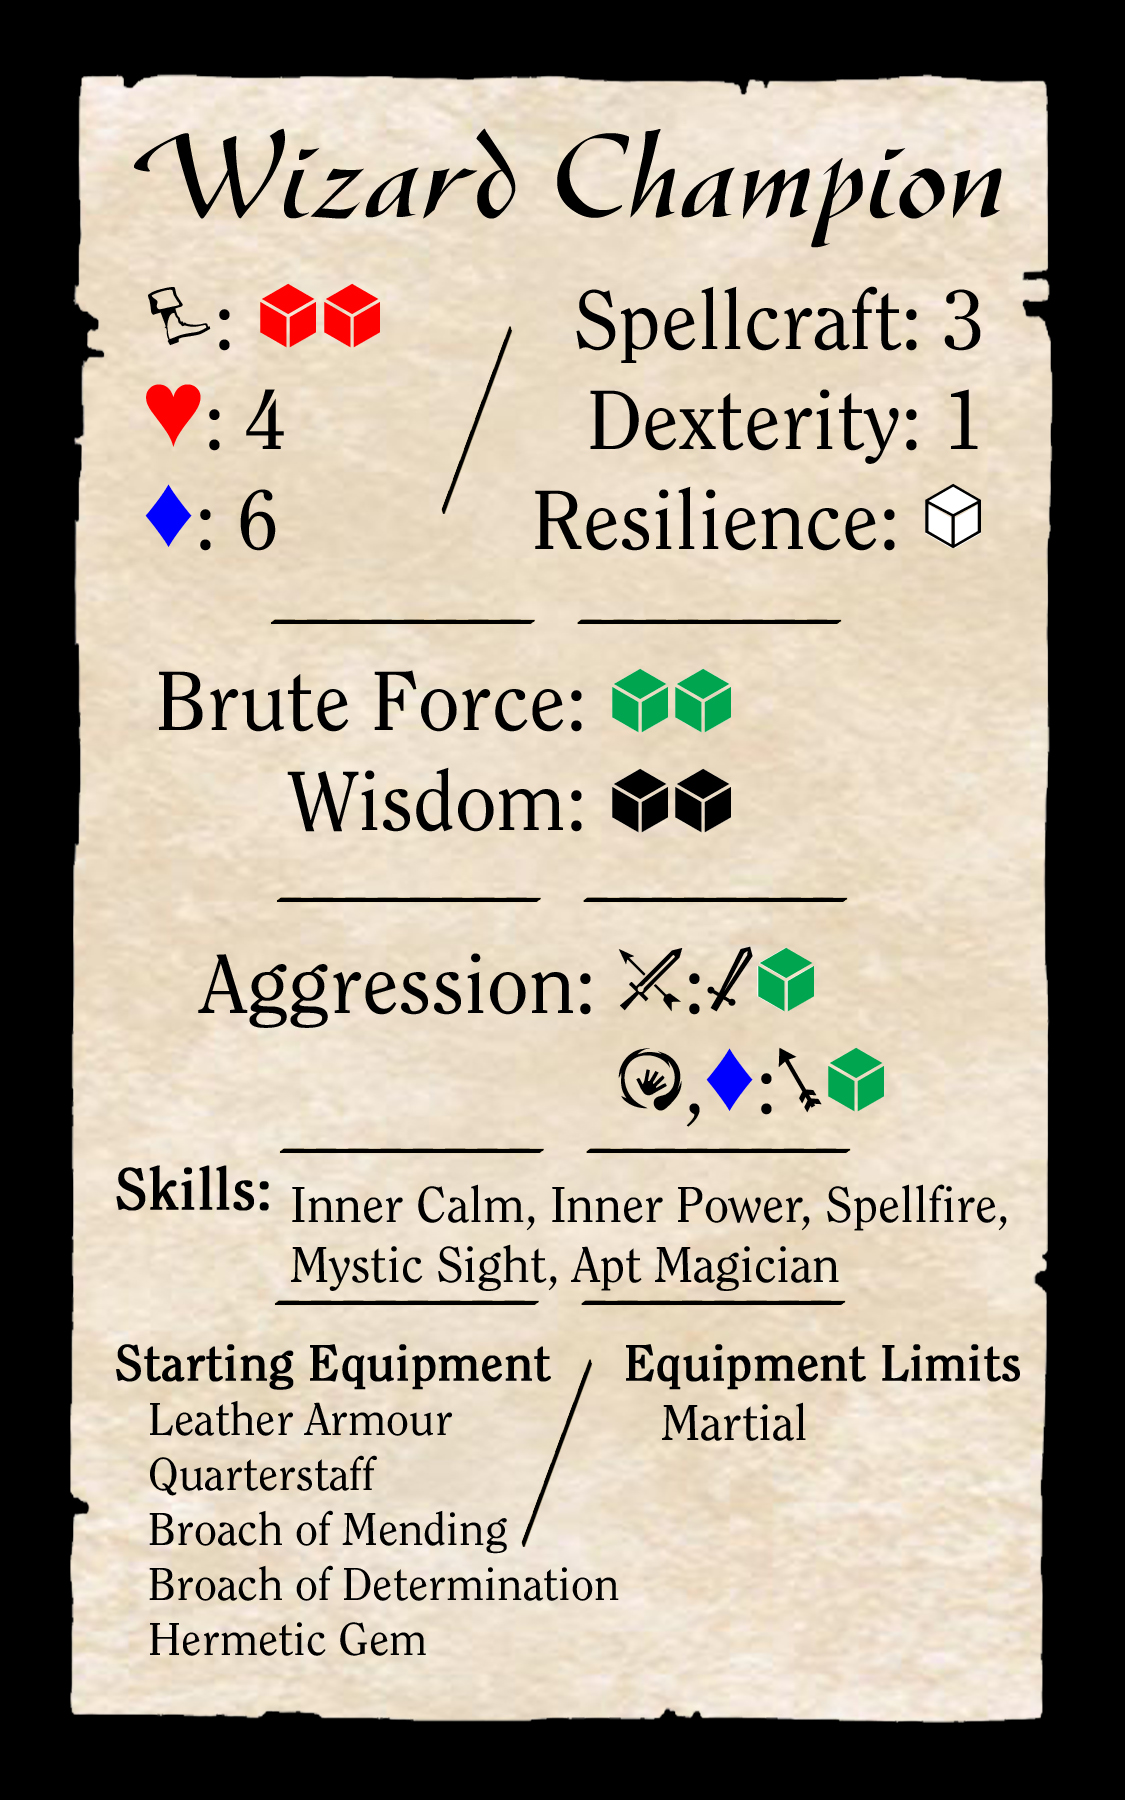 Wizard Champion
: 
: 4
: 6
Spellcraft: 3
Dexterity: 1
Resilience:
Brute Force:
Wisdom:
Aggression: :
, :
Skills: Inner Calm, Inner Power, Spellfire,
Mystic Sight, Apt Magician
Starting Equipment
Leather Armour
Quarterstaff
Broach of Mending
Broach of Determination
Hermetic Gem
Equipment Limits
Martial